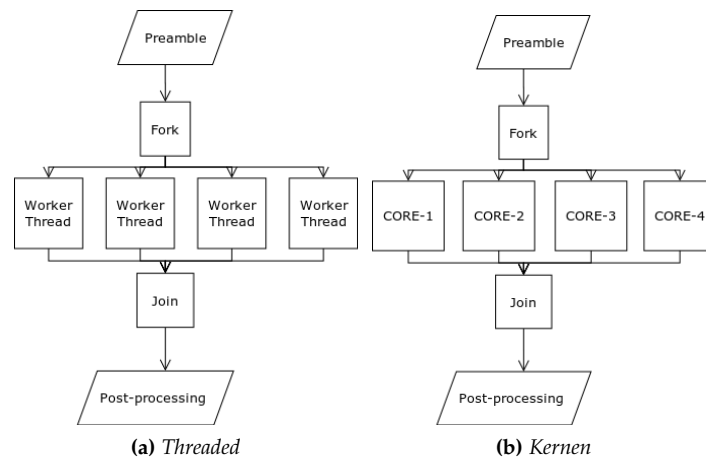 Preamble
Fork
Worker
Thread
Worker
Thread
Worker
Thread
Worker
Thread
Join
Post-processing
(a) Threaded
Preamble
Fork
CORE-1
CORE-2
CORE-3
CORE-4
Join
Post-processing
(b) Kernen